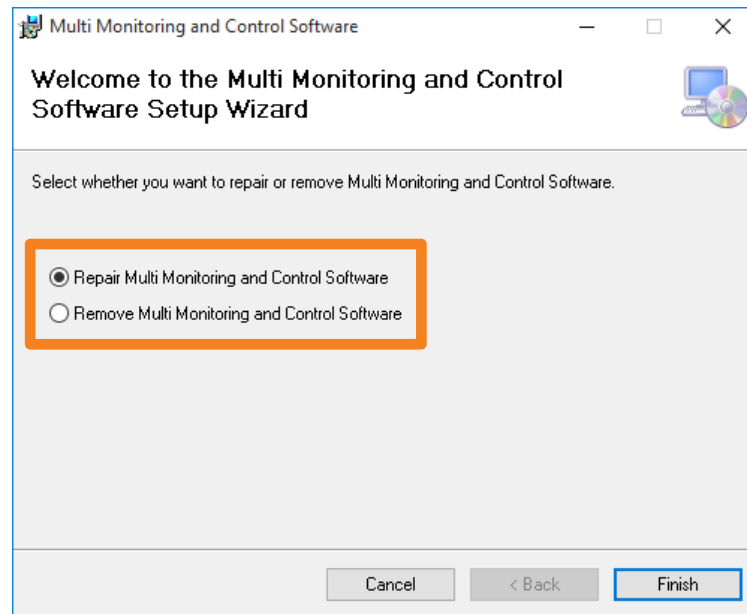 Multi Monitoring and Control Software
Welcome to the Multi Monitoring and Control
Software Setup Wizard
Select whether you want to repair or remove Multi Monitoring and Control Software.
Repair Multi Monitoring and Control Software
Remove Multi Monitoring and Control Software
Cancel
< Back
Finish